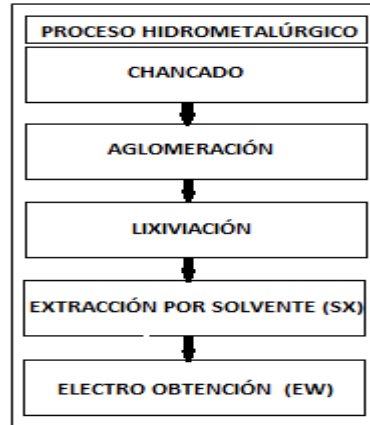 PROCESO HIDROMETALÚRGICO
CHANCADO
AGLOMERACIÓN
LIXIVIACIÓN
EXTRACCIÓN POR SOLVENTE (SX)
ELECTRO OBTENCIÓN (EW)